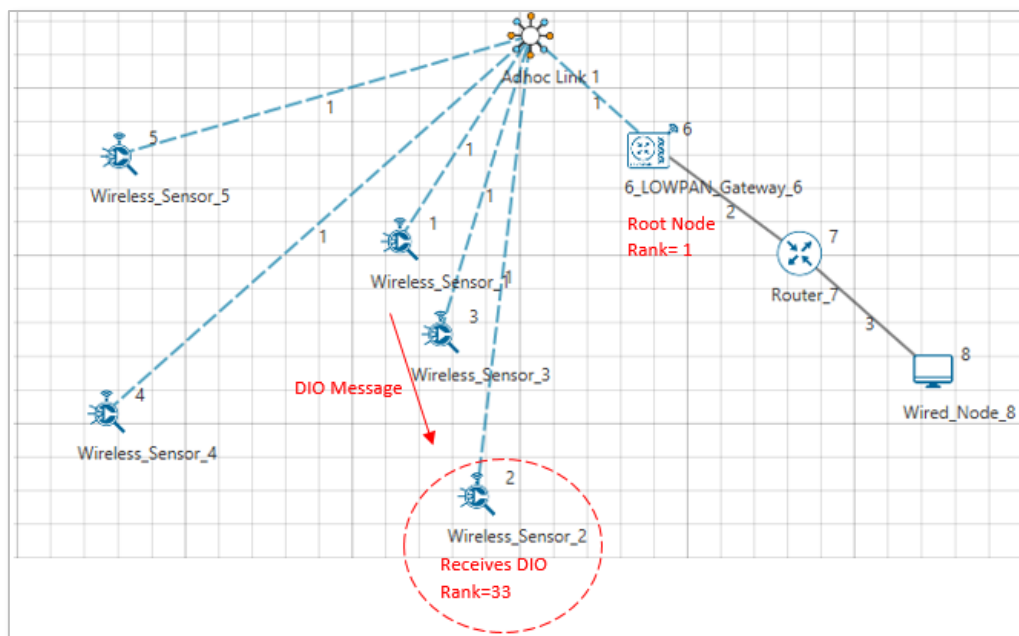 Adhoc Link 1
1
1
5
Wireless_Sensor_5
1
6
6_LOWPAN_Gateway_6
2
Root Node
Rank= 1
1
1
1
Wireless_Sensor_1
1
7
Router_7
3
3
Wireless_Sensor_3
DIO Message
8
Wired_Node_8
4
Wireless_Sensor_4
2
Wireless_Sensor_2
Receives DIO
Rank=33